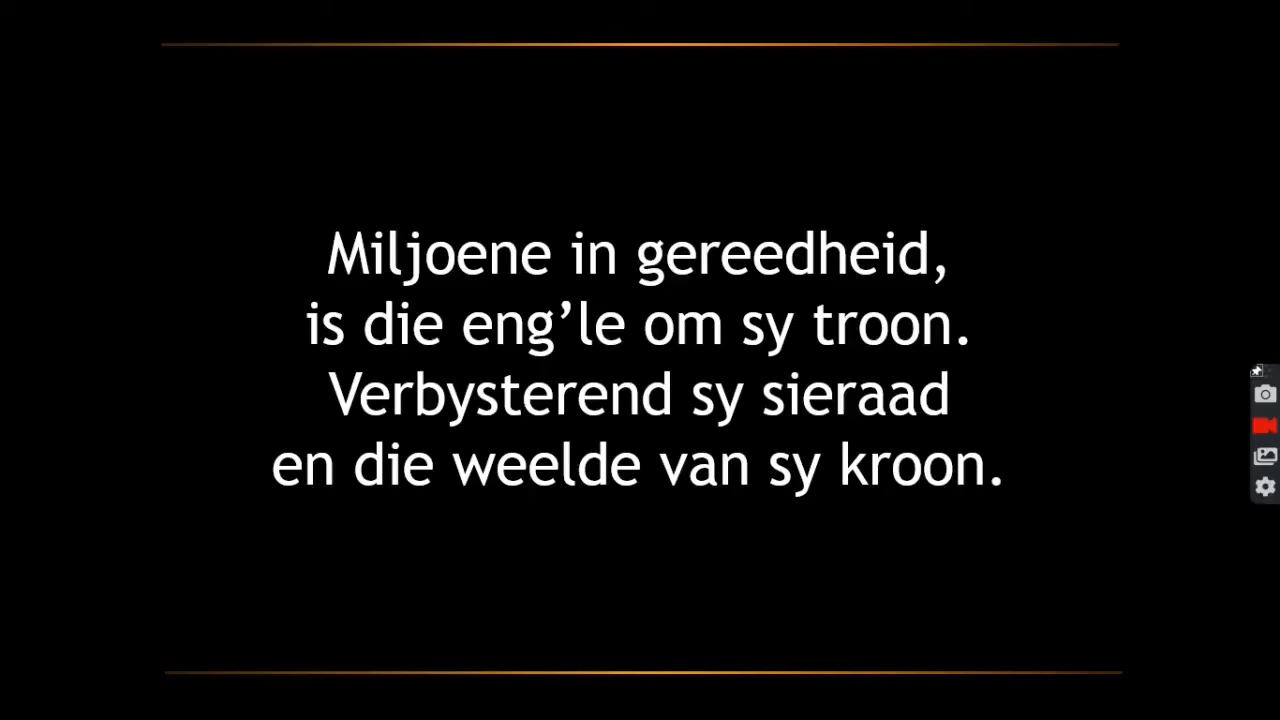 Miljoene in gereedheid,
is die eng’le om sy troon.
Verbysterend sy sieraad
en die weelde van sy kroon.